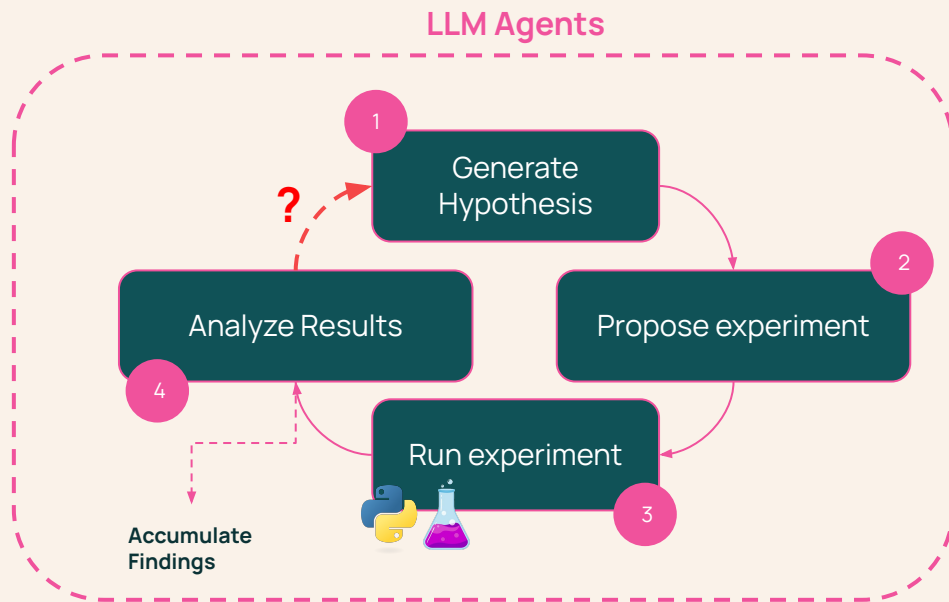 LLM Agents
1
Generate
Hypothesis
?
2
Propose experiment
Analyze Results
4
Run experiment
3
Accumulate
Findings